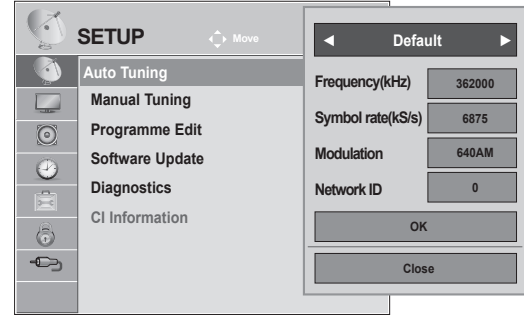 SETUP
Move
Auto Tuning
Manual Tuning
Programme Edit
Software Update
Diagnostics
CI Information
◄ Default ►
Frequency(kHz) 362000
Symbol rate(kS/s) 6875
Modulation 640AM
Network ID 0
OK
Close